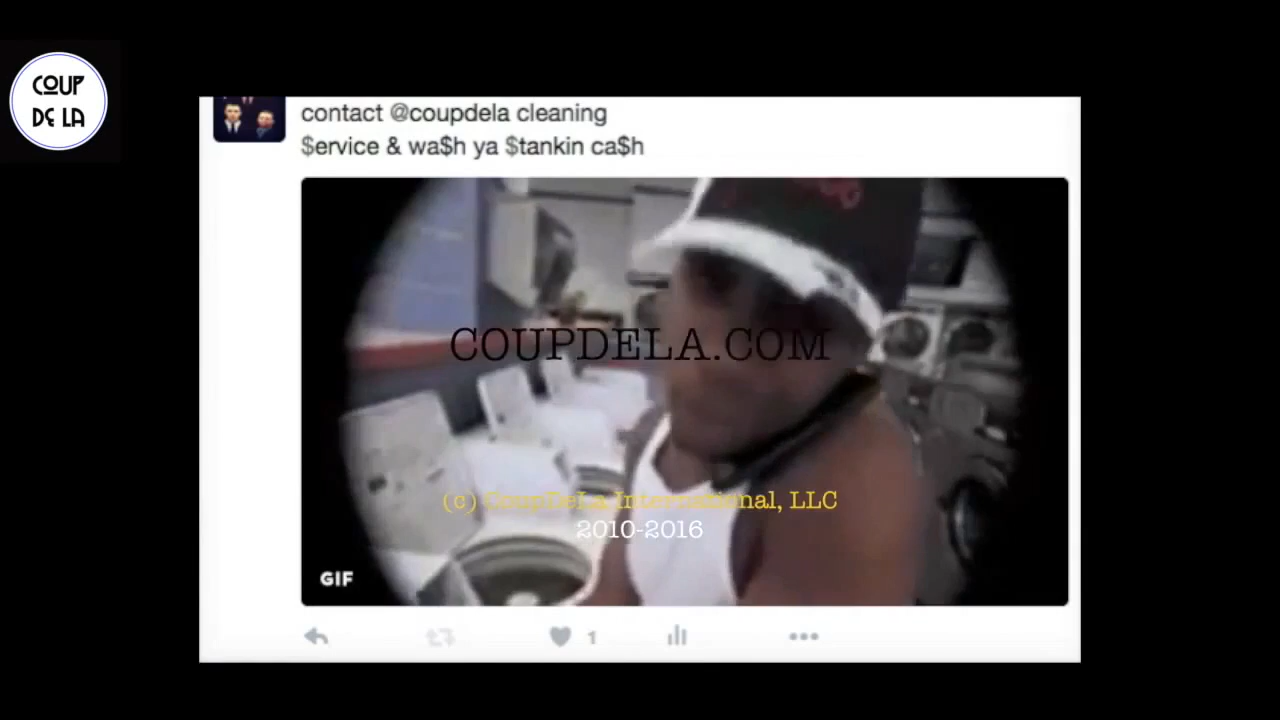 COUP
DE LA
contact @coupdela cleaning
$ervice & wa$h ya $tankin ca$h
COUPDELA.COM
(c) CoupDeLa International, LLC
2010-2016
GIF
1